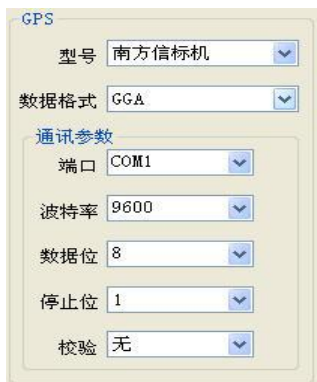 GPS
型号 南方信标机
数据格式 GGA
通讯参数
端口 COM1
波特率 9600
数据位 8
停止位 1
校验 无